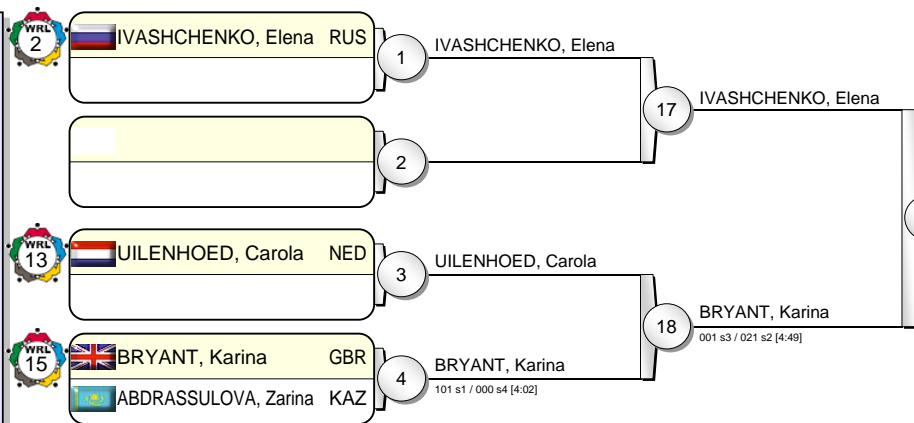 WRL
2
IVASHCHENKO, Elena RUS
1
IVASHCHENKO, Elena
17
IVASHCHENKO, Elena
2
WRL
13
UILENHOED, Carola NED
3
UILENHOED, Carola
18
BRYANT, Karina
001 s3 / 021 s2 [4:49]
WRL
15
BRYANT, Karina GBR
ABDRASSULOVA, Zarina KAZ
4
BRYANT, Karina
101 s1 / 000 s4 [4:02]